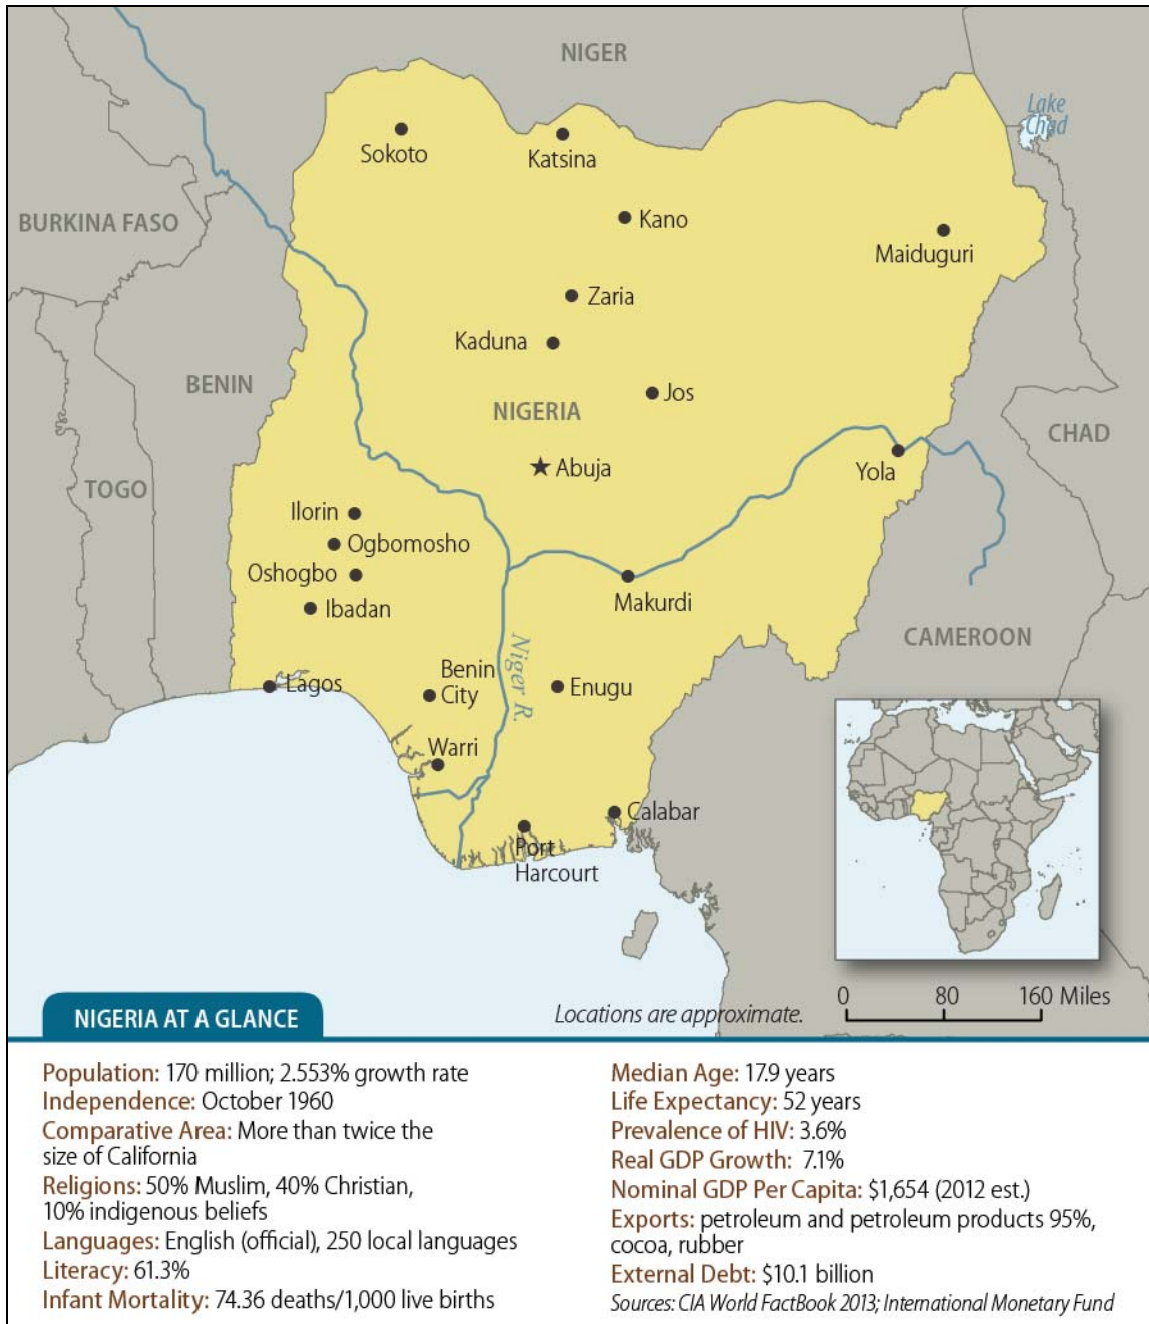 NIGER
Lake
Chad
Sokoto
Katsina
BURKINA FASO
Kano
Maiduguri
Zaria
Kaduna
BENIN
Jos
NIGERIA
CHAD
Abuja
Yola
TOGO
Ilorin
Ogbomosho
Oshogbo
Ibadan
Makurdi
CAMEROON
Niger R.
Lagos
Benin
City
Enugu
Warri
Calabar
Port
Harcourt
0 80 160 Miles
Locations are approximate.
NIGERIA AT A GLANCE
Population: 170 million; 2.553% growth rate
Independence: October 1960
Comparative Area: More than twice the
size of California
Religions: 50% Muslim, 40% Christian,
10% indigenous beliefs
Languages: English (official), 250 local languages
Literacy: 61.3%
Infant Mortality: 74.36 deaths/1,000 live births
Median Age: 17.9 years
Life Expectancy: 52 years
Prevalence of HIV: 3.6%
Real GDP Growth: 7.1%
Nominal GDP Per Capita: $1,654 (2012 est.)
Exports: petroleum and petroleum products 95%,
cocoa, rubber
External Debt: $10.1 billion
Sources: CIA World FactBook 2013; International Monetary Fund